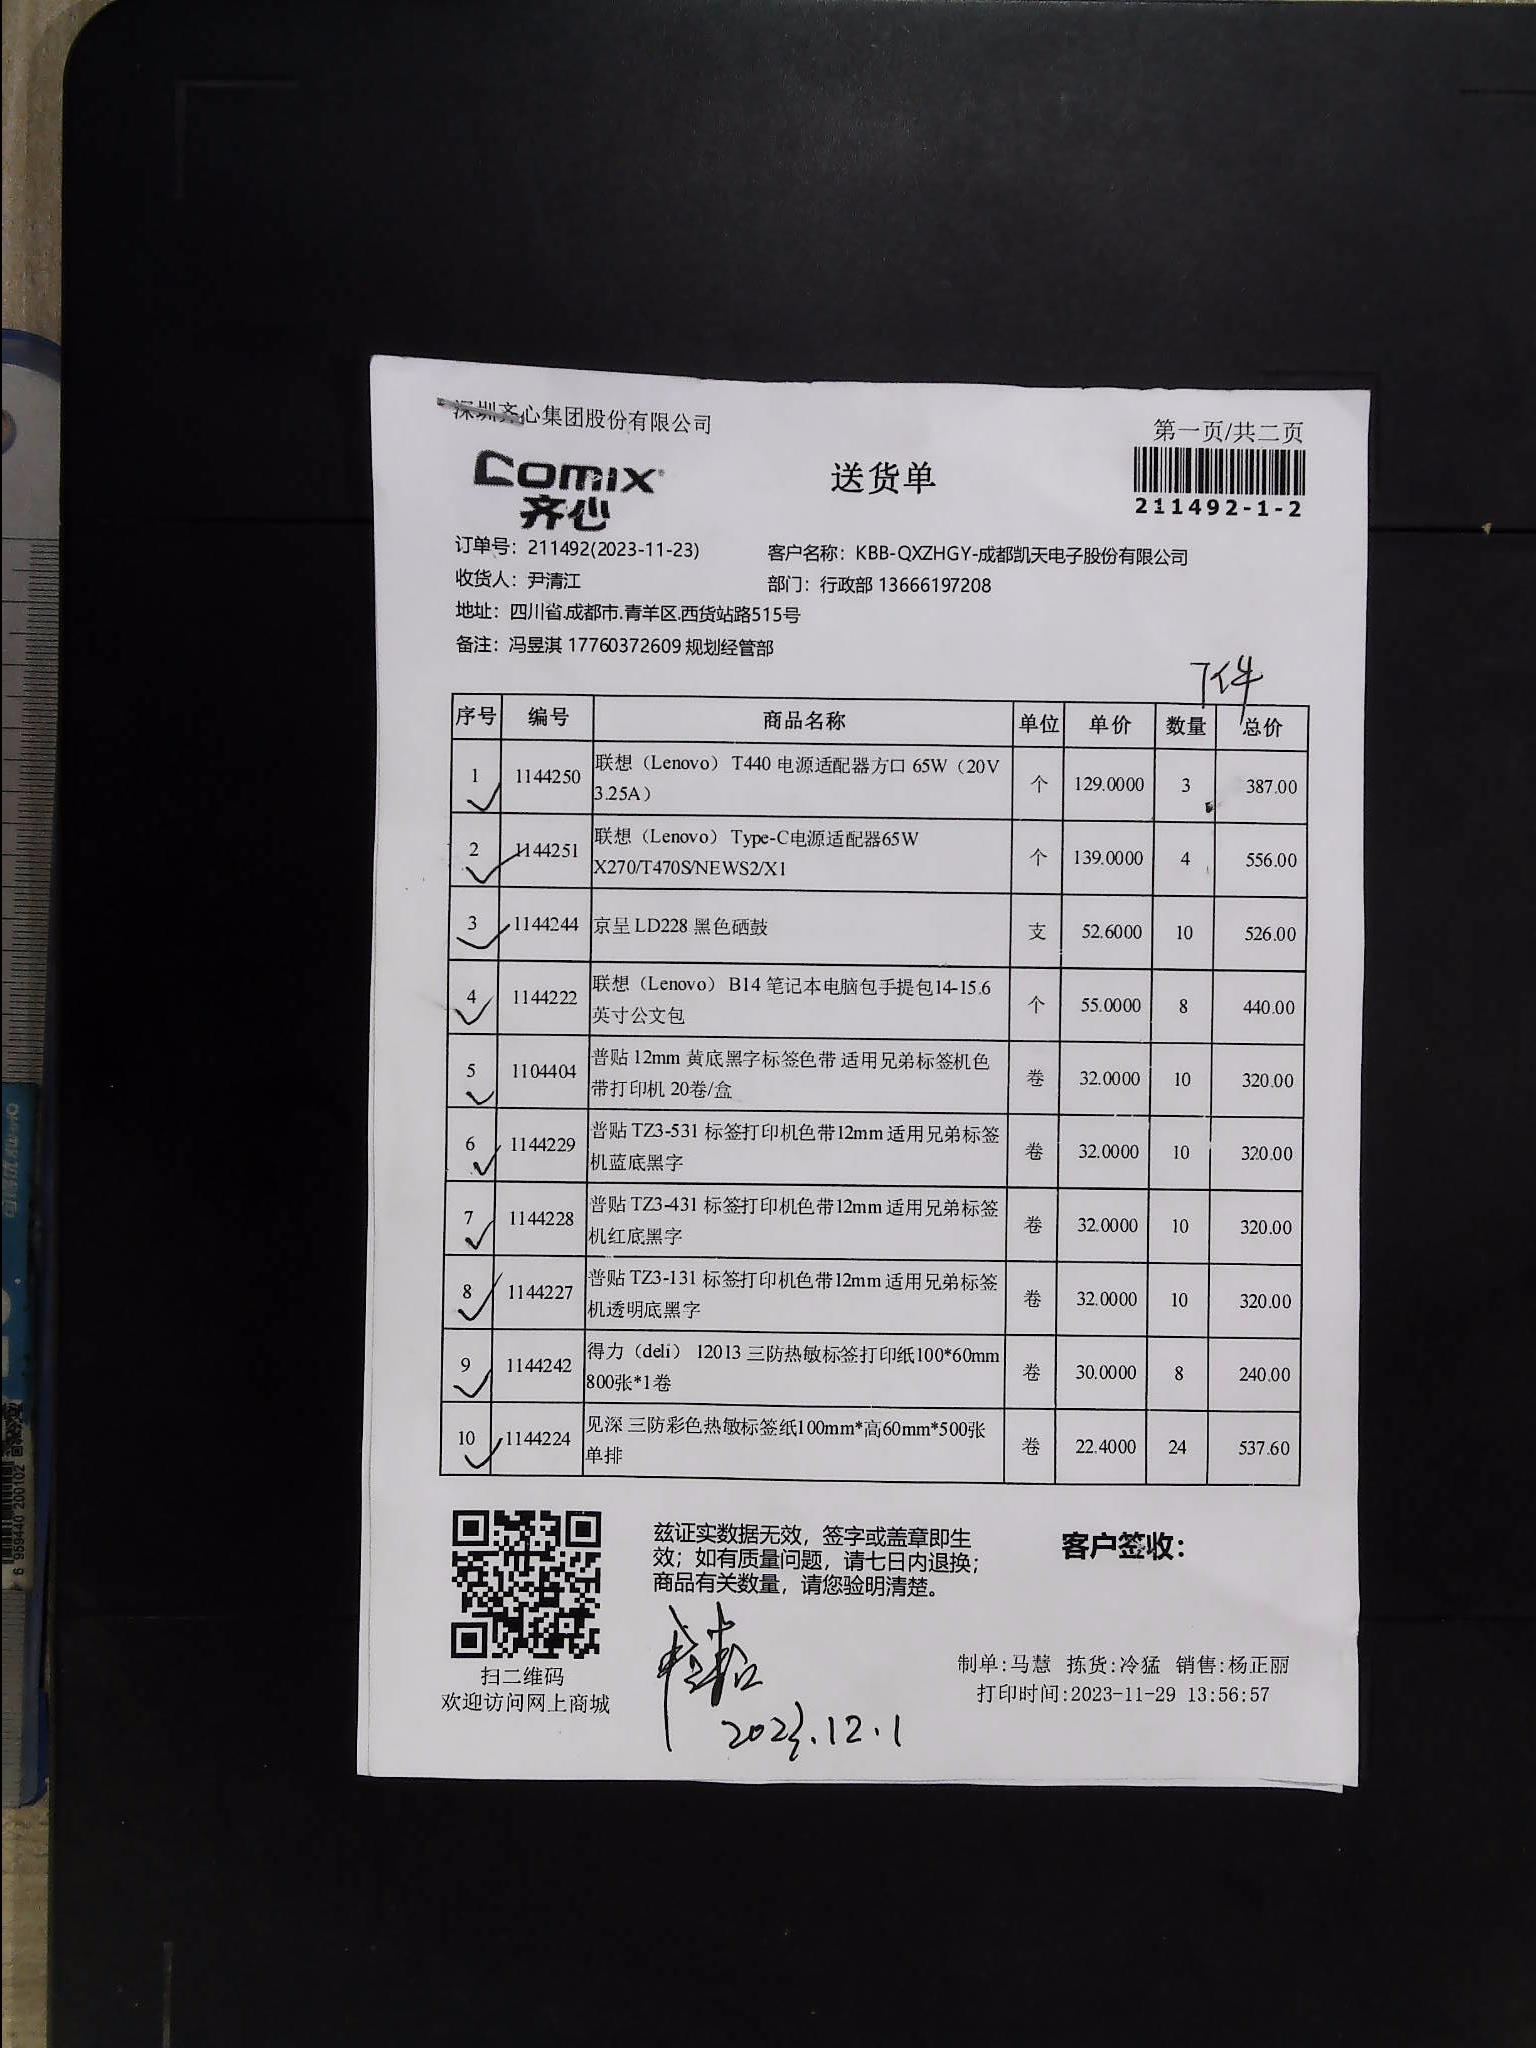 深圳齐心集团股份有限公司
第一页/共二页
Comix
齐心
送货单
211492-1-2
订单号：211492(2023-11-23) 客户名称：KBB-QXZHGY-成都凯天电子股份有限公司
收货人：尹清江 部门：行政部 13666197208
地址：四川省.成都市.青羊区.西货站路515号
备注：冯昱淇 17760372609 规划经管部
7件
序号 编号 商品名称 单位 单价 数量 总价
1 1144250 联想（Lenovo） T440 电源适配器方口 65W（20V
3.25A） 个 129.0000 3 387.00
2 1144251 联想（Lenovo） Type-C电源适配器65W
X270/T470S/NEWS2/X1 个 139.0000 4 556.00
3 1144244 京呈 LD228 黑色硒鼓 支 52.6000 10 526.00
4 1144222 联想（Lenovo） B14 笔记本电脑包手提包14-15.6
英寸公文包 个 55.0000 8 440.00
5 1104404 普贴 12mm 黄底黑字标签色带 适用兄弟标签机色
带打印机 20卷/盒 卷 32.0000 10 320.00
6 1144229 普贴 TZ3-531 标签打印机色带12mm 适用兄弟标签
机蓝底黑字 卷 32.0000 10 320.00
7 1144228 普贴 TZ3-431 标签打印机色带12mm 适用兄弟标签
机红底黑字 卷 32.0000 10 320.00
8 1144227 普贴 TZ3-131 标签打印机色带12mm 适用兄弟标签
机透明底黑字 卷 32.0000 10 320.00
9 1144242 得力（deli） 12013 三防热敏标签打印纸100*60mm
800张*1卷 卷 30.0000 8 240.00
10 1144224 见深 三防彩色热敏标签纸100mm*高60mm*500张
单排 卷 22.4000 24 537.60
兹证实数据无效，签字或盖章即生
效；如有质量问题，请七日内退换；
商品有关数量，请您验明清楚。
客户签收：
扫二维码
欢迎访问网上商城
制单:马慧 拣货:冷猛 销售:杨正丽
打印时间:2023-11-29 13:56:57
2023.12.1
6 959440 200102